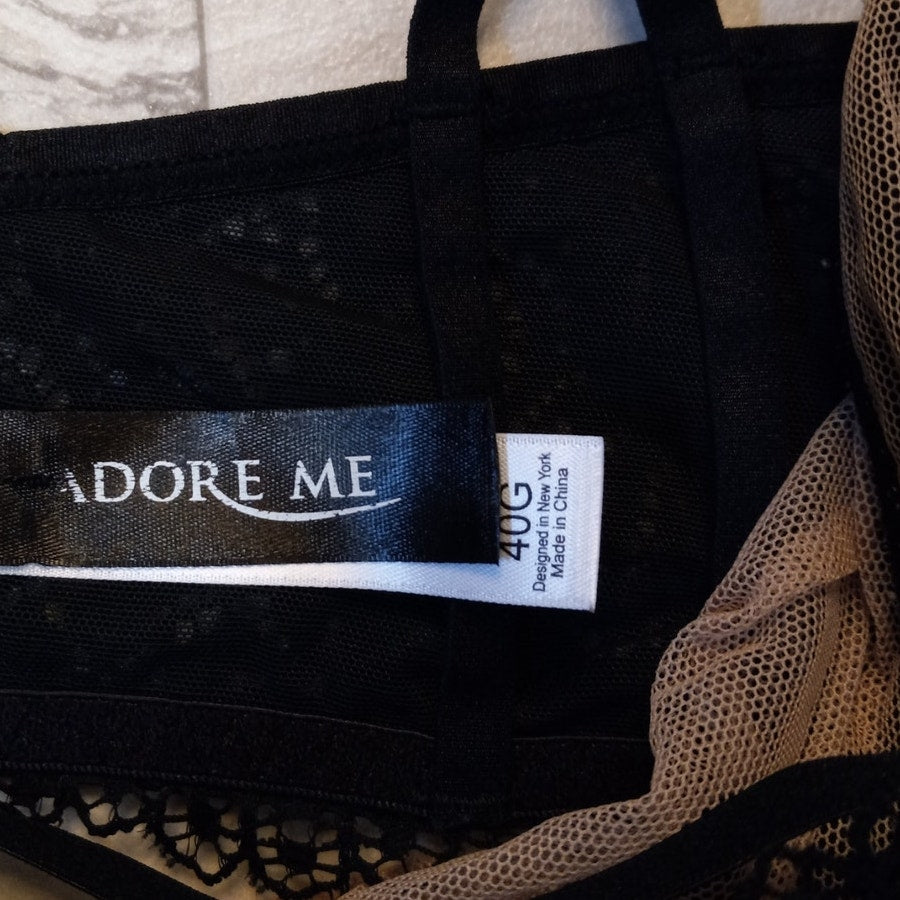 ADORE ME
40G
Designed in New York
Made in China